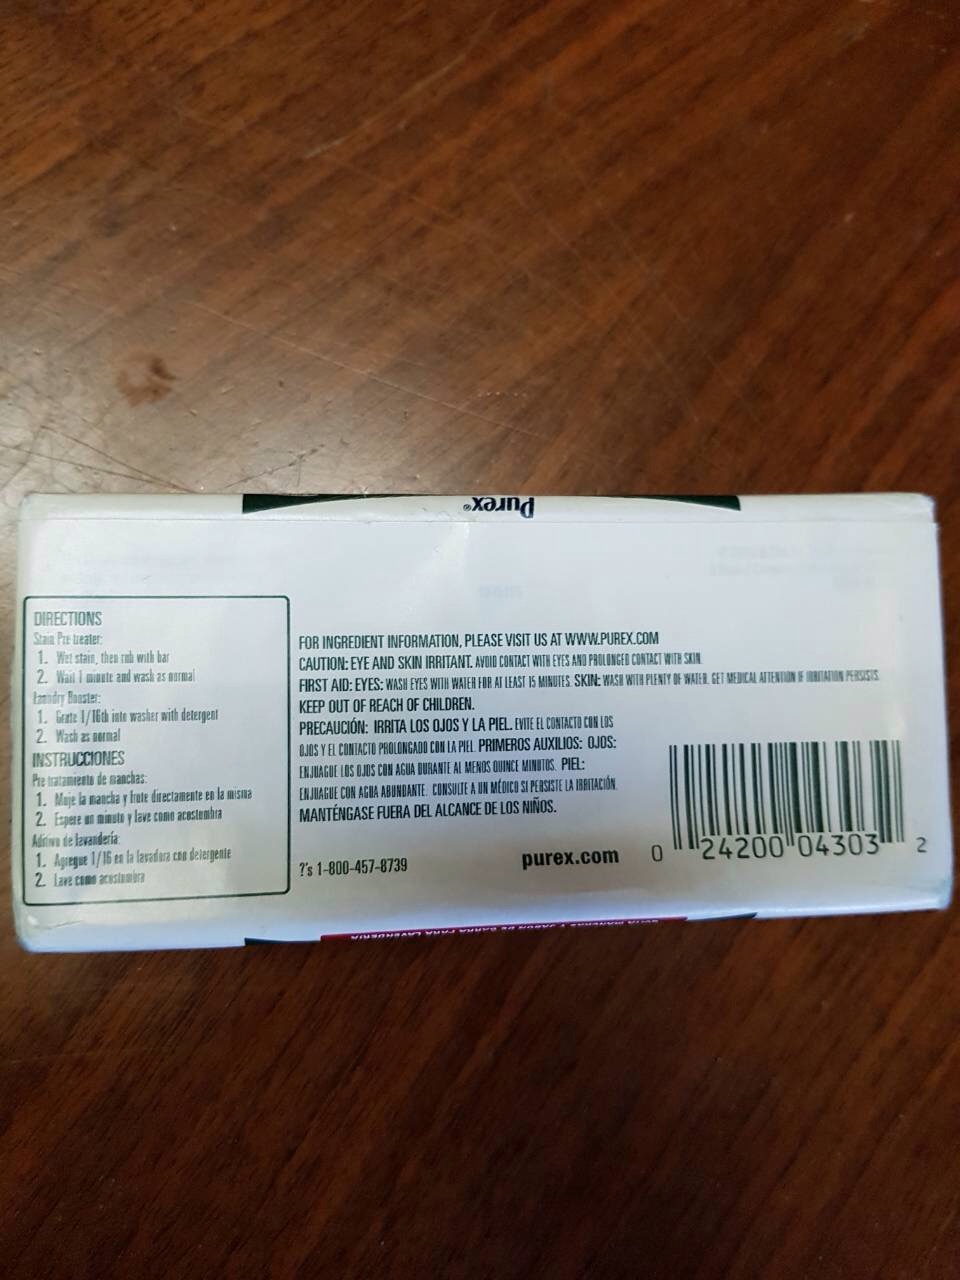 Purex®
DIRECTIONS
Stain Pre treater:
1. Wet stain, then rub with bar
2. Wait 1 minute and wash as normal
Laundry Booster:
1. Grate 1/16th into washer with detergent
2. Wash as normal
INSTRUCCIONES
Pre tratamiento de manchas:
1. Moje la mancha y frote directamente en la misma
2. Espere un minuto y lave como acostumbra
Aditivo de lavandería:
1. Agregue 1/16 en la lavadora con detergente
2. Lave como acostumbra
FOR INGREDIENT INFORMATION, PLEASE VISIT US AT WWW.PUREX.COM
CAUTION: EYE AND SKIN IRRITANT. AVOID CONTACT WITH EYES AND PROLONGED CONTACT WITH SKIN.
FIRST AID: EYES: WASH EYES WITH WATER FOR AT LEAST 15 MINUTES. SKIN: WASH WITH PLENTY OF WATER. GET MEDICAL ATTENTION IF IRRITATION PERSISTS.
KEEP OUT OF REACH OF CHILDREN.
PRECAUCIÓN: IRRITA LOS OJOS Y LA PIEL. EVITE EL CONTACTO CON LOS
OJOS Y EL CONTACTO PROLONGADO CON LA PIEL. PRIMEROS AUXILIOS: OJOS:
ENJUAGUE LOS OJOS CON AGUA DURANTE AL MENOS QUINCE MINUTOS. PIEL:
ENJUAGUE CON AGUA ABUNDANTE. CONSULTE A UN MÉDICO SI PERSISTE LA IRRITACIÓN.
MANTÉNGASE FUERA DEL ALCANCE DE LOS NIÑOS.
?'s 1-800-457-8739
purex.com
0 24200 04303 2
JABÓN DE BARRA PARA LAVANDERÍA